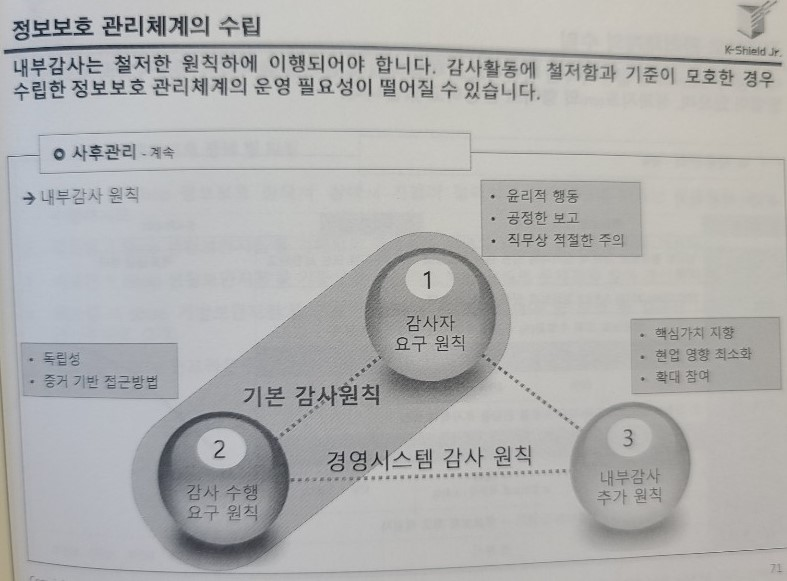 정보보호 관리체계의 수립
K-Shield Jr.
내부감사는 철저한 원칙하에 이행되어야 합니다. 감사활동에 철저함과 기준이 모호한 경우
수립한 정보보호 관리체계의 운영 필요성이 떨어질 수 있습니다.
사후관리 - 계속
→ 내부감사 원칙
• 윤리적 행동
• 공정한 보고
• 직무상 적절한 주의
1
감사자
요구 원칙
• 독립성
• 증거 기반 접근방법
• 핵심가치 지향
• 현업 영향 최소화
• 확대 참여
기본 감사원칙
2
감사 수행
요구 원칙
경영시스템 감사 원칙
3
내부감사
추가 원칙
71